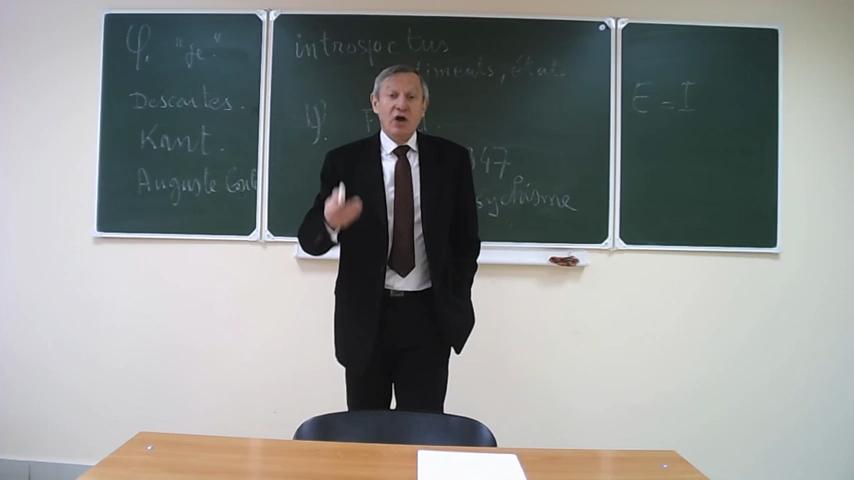 φ. "je"
Descartes.
Kant.
Auguste
introspectus
timents, état
Ψ.
347
sychisme
E = I